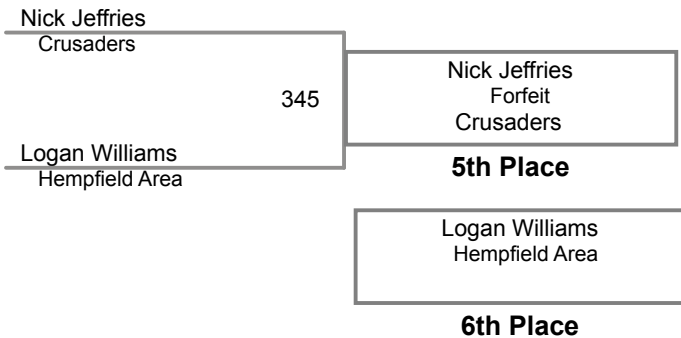 Nick Jeffries
Crusaders
345
Logan Williams
Hempfield Area
Nick Jeffries
Forfeit
Crusaders
5th Place
Logan Williams
Hempfield Area
6th Place